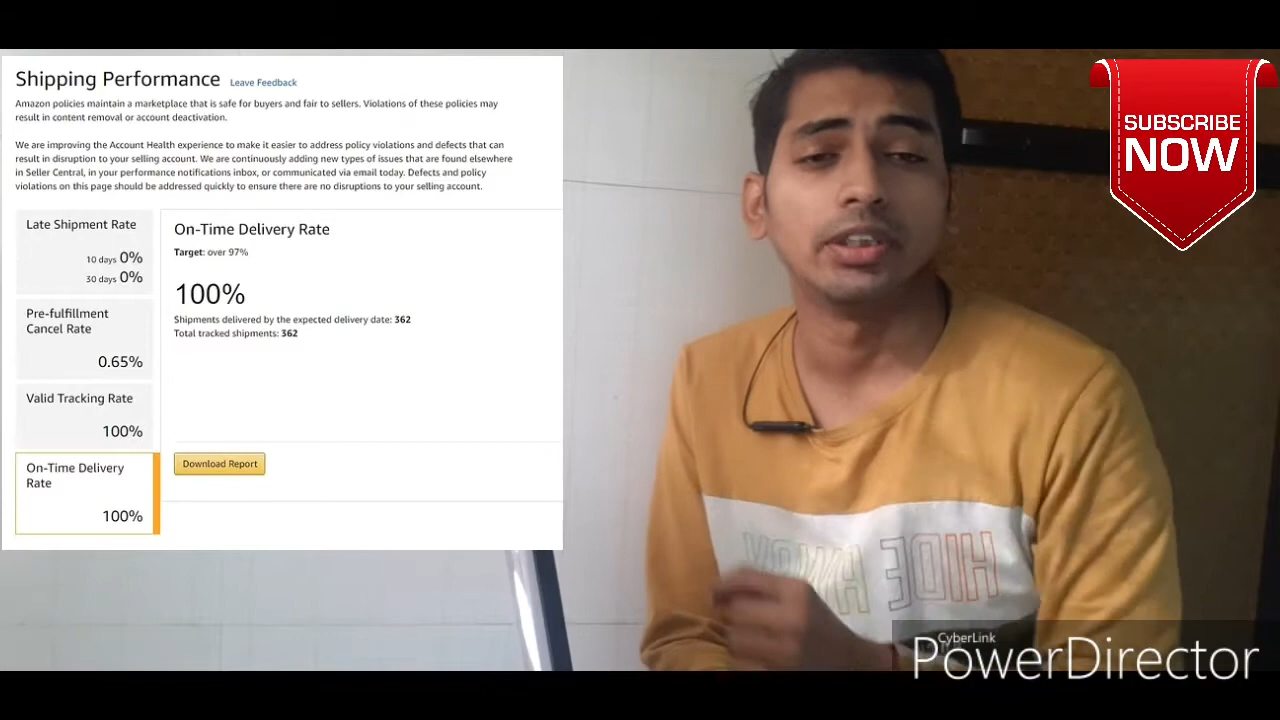 Shipping Performance Leave Feedback
Amazon policies maintain a marketplace that is safe for buyers and fair to sellers. Violations of these policies may
result in content removal or account deactivation.
We are improving the Account Health experience to make it easier to address policy violations and defects that can
result in disruption to your selling account. We are continuously adding new types of issues that are found elsewhere
in Seller Central, in your performance notifications inbox, or communicated via email today. Defects and policy
violations on this page should be addressed quickly to ensure there are no disruptions to your selling account.
Late Shipment Rate
10 days 0%
30 days 0%
Pre-fulfillment
Cancel Rate
0.65%
Valid Tracking Rate
100%
On-Time Delivery
Rate
100%
On-Time Delivery Rate
Target: over 97%
100%
Shipments delivered by the expected delivery date: 362
Total tracked shipments: 362
Download Report
SUBSCRIBE
NOW
HIDE
CyberLink
PowerDirector